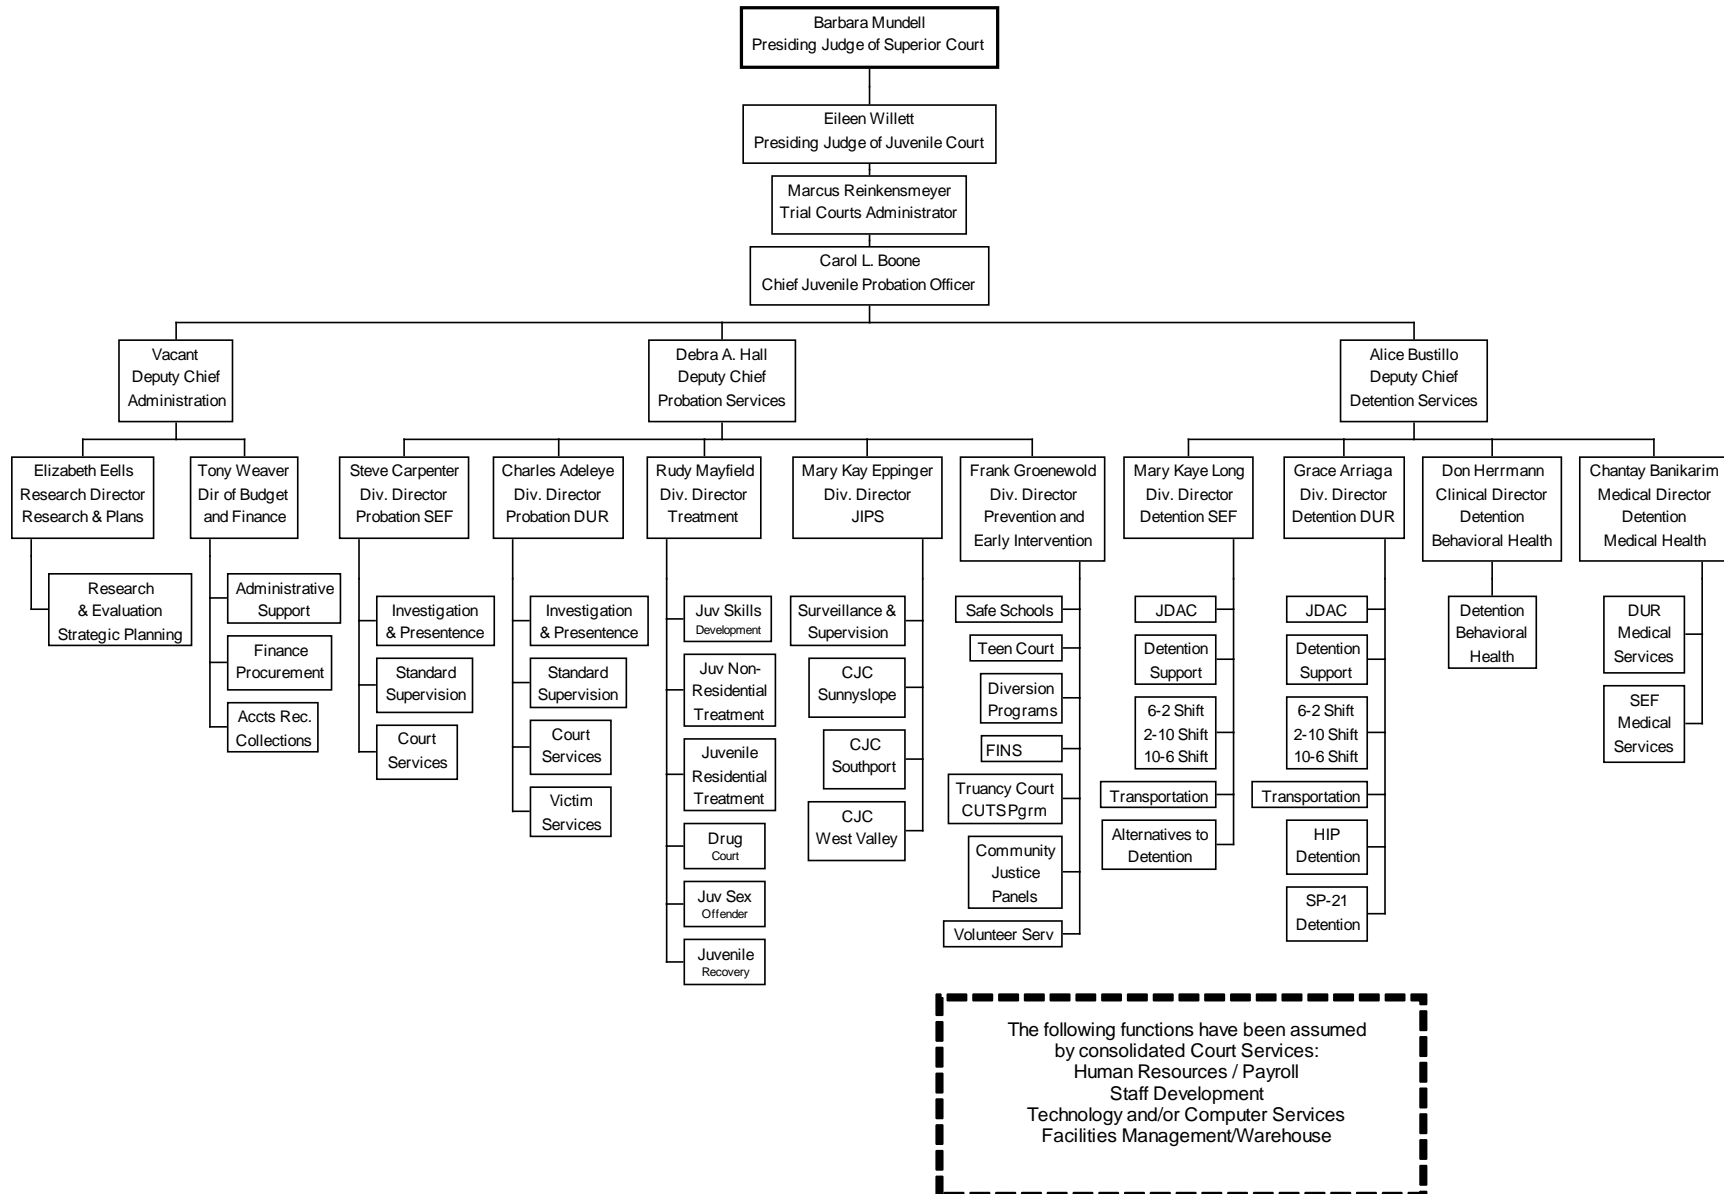 Barbara Mundell
Presiding Judge of Superior Court
Eileen Willett
Presiding Judge of Juvenile Court
Marcus Reinkensmeyer
Trial Courts Administrator
Carol L. Boone
Chief Juvenile Probation Officer
Vacant
Deputy Chief
Administration
Debra A. Hall
Deputy Chief
Probation Services
Alice Bustillo
Deputy Chief
Detention Services
Elizabeth Eells
Research Director
Research & Plans
Tony Weaver
Dir of Budget
and Finance
Steve Carpenter
Div. Director
Probation SEF
Charles Adeleye
Div. Director
Probation DUR
Rudy Mayfield
Div. Director
Treatment
Mary Kay Eppinger
Div. Director
JIPS
Frank Groenewold
Div. Director
Prevention and
Early Intervention
Mary Kaye Long
Div. Director
Detention SEF
Grace Arriaga
Div. Director
Detention DUR
Don Herrmann
Clinical Director
Detention
Behavioral Health
Chantay Banikarim
Medical Director
Detention
Medical Health
Research
& Evaluation
Strategic Planning
Administrative
Support
Finance
Procurement
Accts Rec.
Collections
Investigation
& Presentence
Standard
Supervision
Court
Services
Investigation
& Presentence
Standard
Supervision
Court
Services
Victim
Services
Juv Skills
Development
Juv Non-
Residential
Treatment
Juvenile
Residential
Treatment
Drug
Court
Juv Sex
Offender
Juvenile
Recovery
Surveillance &
Supervision
CJC
Sunnyslope
CJC
Southport
CJC
West Valley
Safe Schools
Teen Court
Diversion
Programs
FINS
Truancy Court
CUTSPgrm
Community
Justice
Panels
Volunteer Serv
JDAC
Detention
Support
6-2 Shift
2-10 Shift
10-6 Shift
Transportation
Alternatives to
Detention
JDAC
Detention
Support
6-2 Shift
2-10 Shift
10-6 Shift
Transportation
HIP
Detention
SP-21
Detention
Detention
Behavioral
Health
DUR
Medical
Services
SEF
Medical
Services
The following functions have been assumed
by consolidated Court Services:
Human Resources / Payroll
Staff Development
Technology and/or Computer Services
Facilities Management/Warehouse